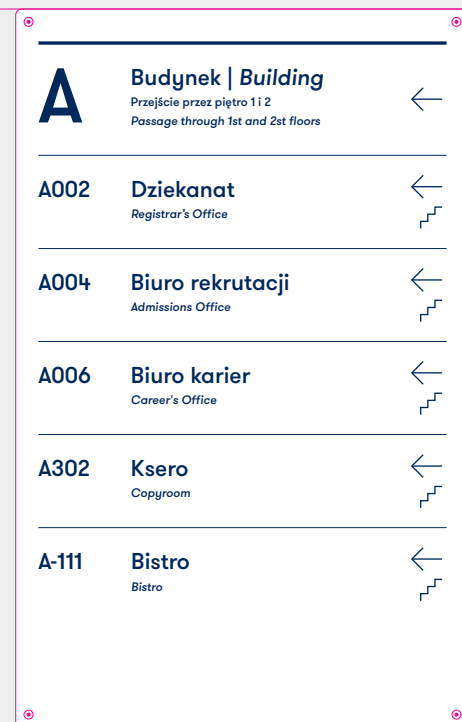 A
Budynek | Building
Przejście przez piętro 1 i 2
Passage through 1st and 2st floors
A002 Dziekanat
Registrar's Office
A004 Biuro rekrutacji
Admissions Office
A006 Biuro karier
Career's Office
A302 Ksero
Copyroom
A-111 Bistro
Bistro